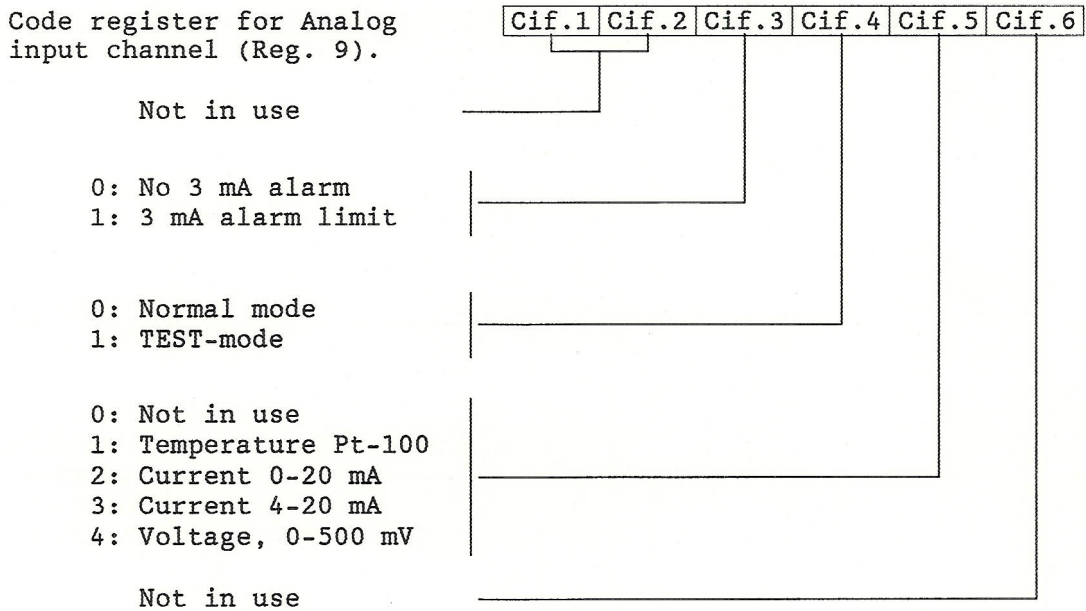 Code register for Analog
input channel (Reg. 9).
Cif.1 Cif.2 Cif.3 Cif.4 Cif.5 Cif.6
Not in use
0: No 3 mA alarm
1: 3 mA alarm limit
0: Normal mode
1: TEST-mode
0: Not in use
1: Temperature Pt-100
2: Current 0-20 mA
3: Current 4-20 mA
4: Voltage, 0-500 mV
Not in use